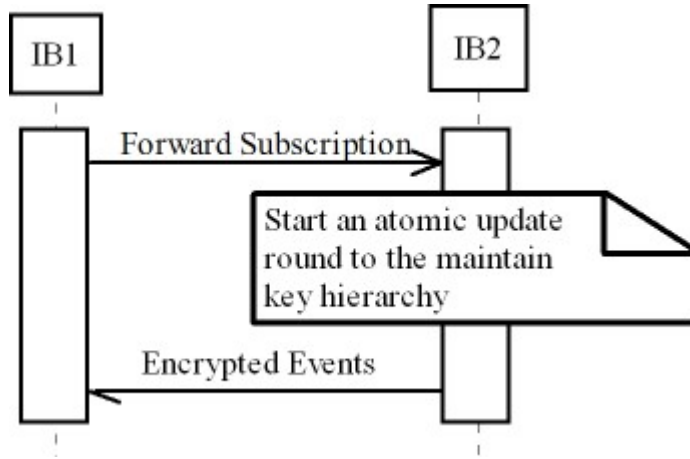 IB1
IB2
Forward Subscription
Start an atomic update
round to the maintain
key hierarchy
Encrypted Events